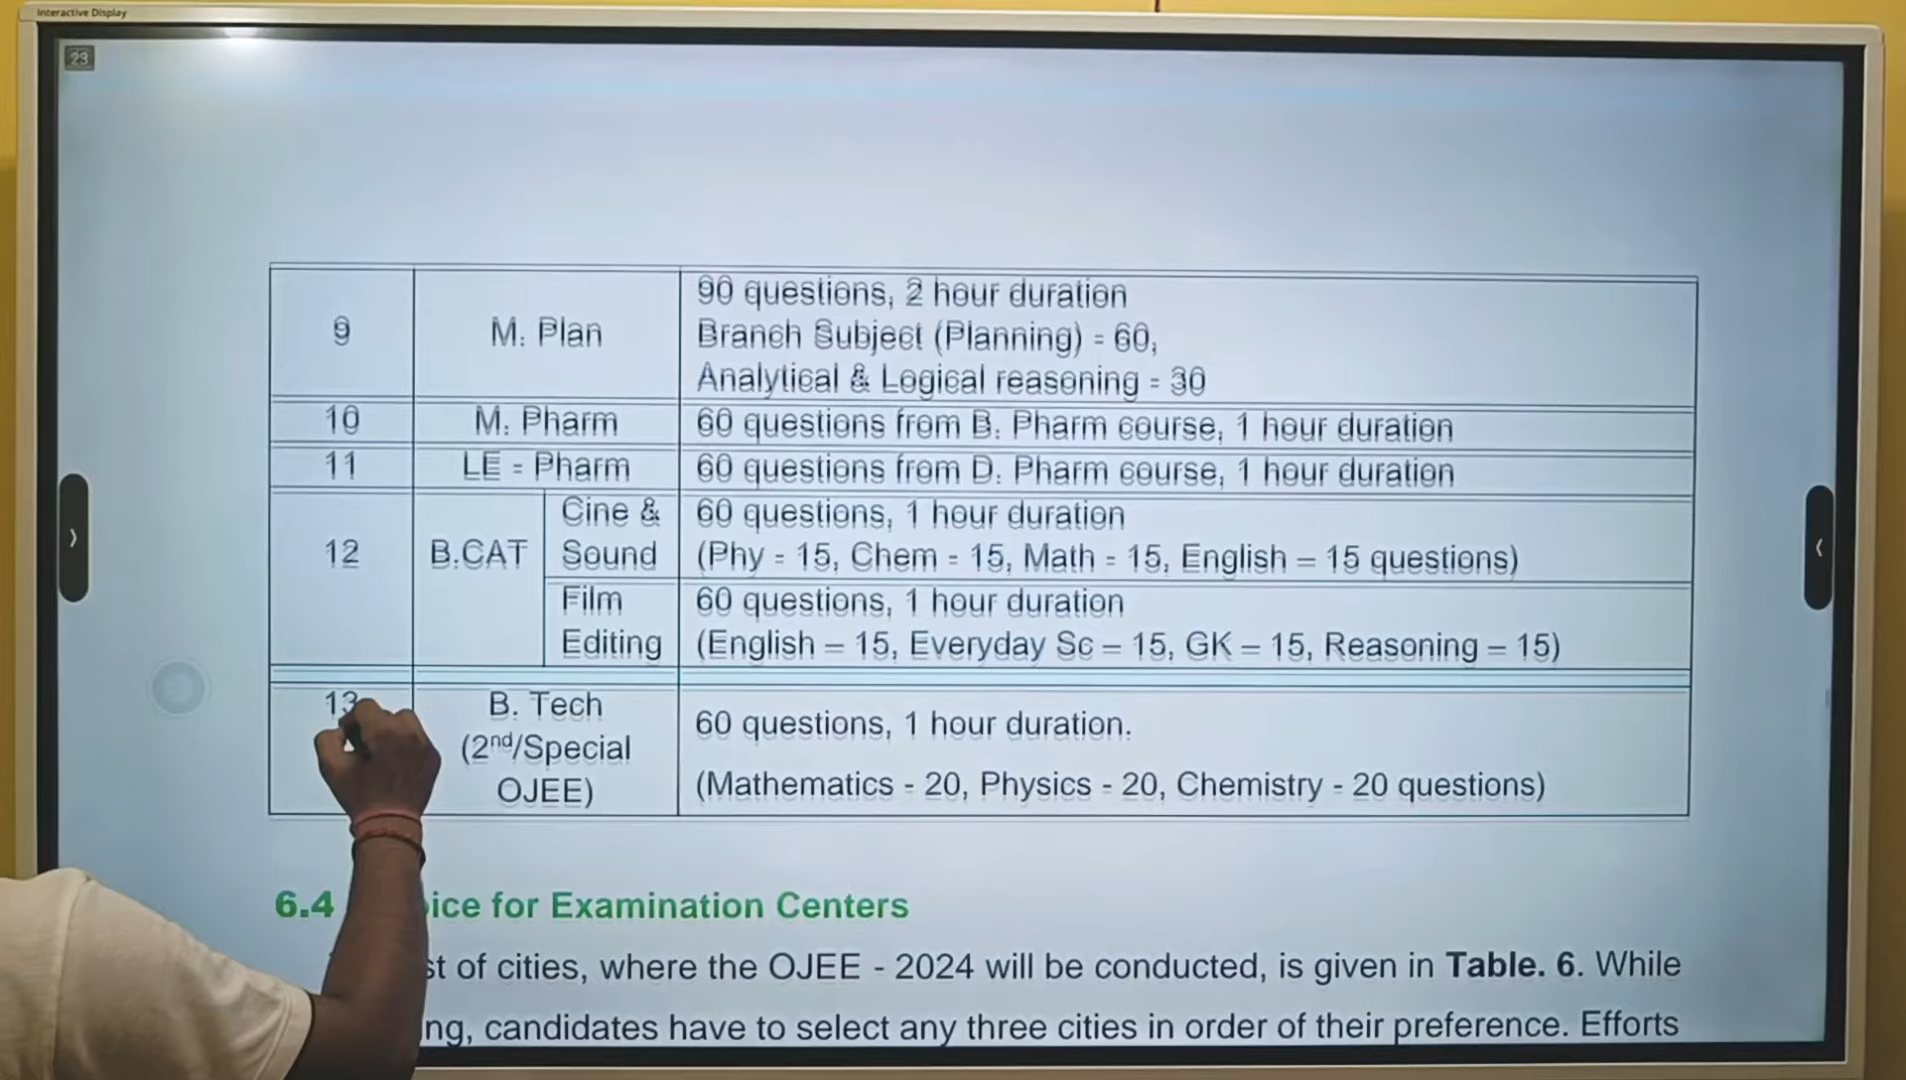 Interactive Display
23
9
M. Plan
90 questions, 2 hour duration
Branch Subject (Planning) = 60,
Analytical & Logical reasoning = 30
10
M. Pharm
60 questions from B. Pharm course, 1 hour duration
11
LE - Pharm
60 questions from D. Pharm course, 1 hour duration
12
B.CAT
Cine &
Sound
60 questions, 1 hour duration
(Phy - 15, Chem - 15, Math - 15, English – 15 questions)
Film
Editing
60 questions, 1 hour duration
(English – 15, Everyday Sc – 15, GK – 15, Reasoning – 15)
13
B. Tech
(2nd/Special
OJEE)
60 questions, 1 hour duration.
(Mathematics - 20, Physics - 20, Chemistry - 20 questions)
6.4 for Examination Centers
of cities, where the OJEE - 2024 will be conducted, is given in Table. 6. While
candidates have to select any three cities in order of their preference. Efforts